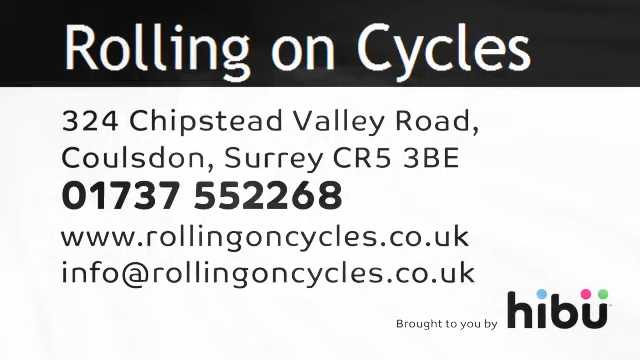 Rolling on Cycles
324 Chipstead Valley Road,
Coulsdon, Surrey CR5 3BE
01737 552268
www.rollingoncycles.co.uk
info@rollingoncycles.co.uk
Brought to you by hibü